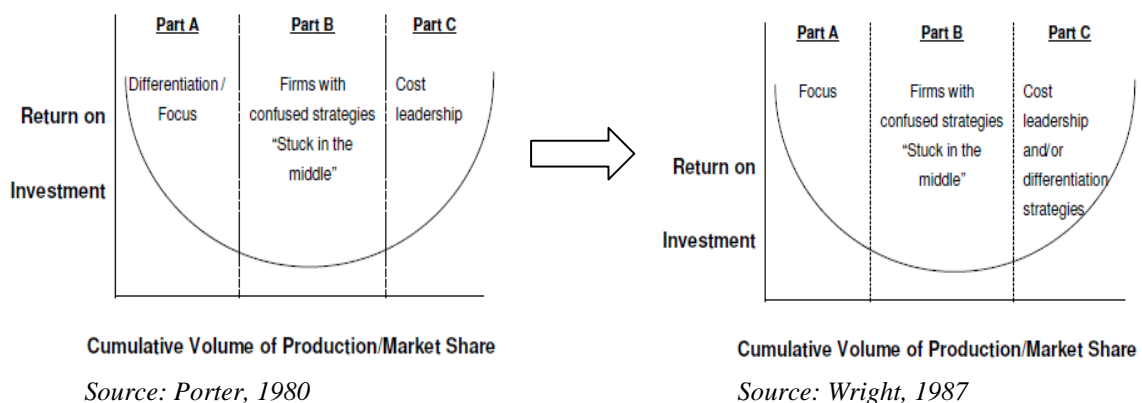 Part A
Part B
Part C
Differentiation /
Focus
Firms with
confused strategies
“Stuck in the
middle”
Cost
leadership
Return on
Investment
Cumulative Volume of Production/Market Share
Source: Porter, 1980
Part A
Part B
Part C
Focus
Firms with
confused strategies
“Stuck in the
middle”
Cost
leadership
and/or
differentiation
strategies
Return on
Investment
Cumulative Volume of Production/Market Share
Source: Wright, 1987